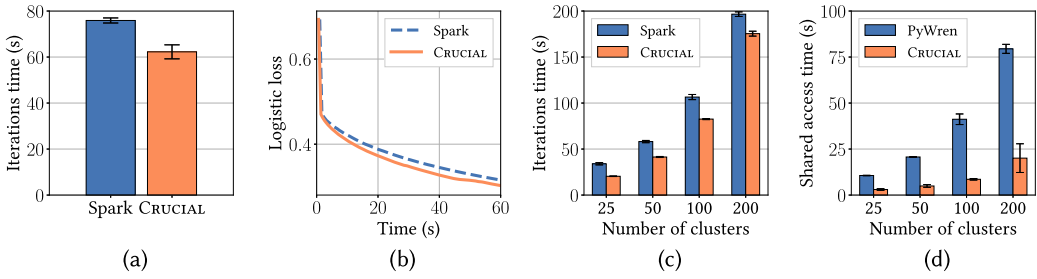 80
60
40
20
0
Iterations time (s)
Spark CRUCIAL
(a)
0.6
0.4
Logistic loss
Spark
CRUCIAL
0 20 40 60
Time (s)
(b)
200
150
100
50
0
Iterations time (s)
Spark
CRUCIAL
25 50 100 200
Number of clusters
(c)
100
75
50
25
0
Shared access time (s)
PyWren
CRUCIAL
25 50 100 200
Number of clusters
(d)